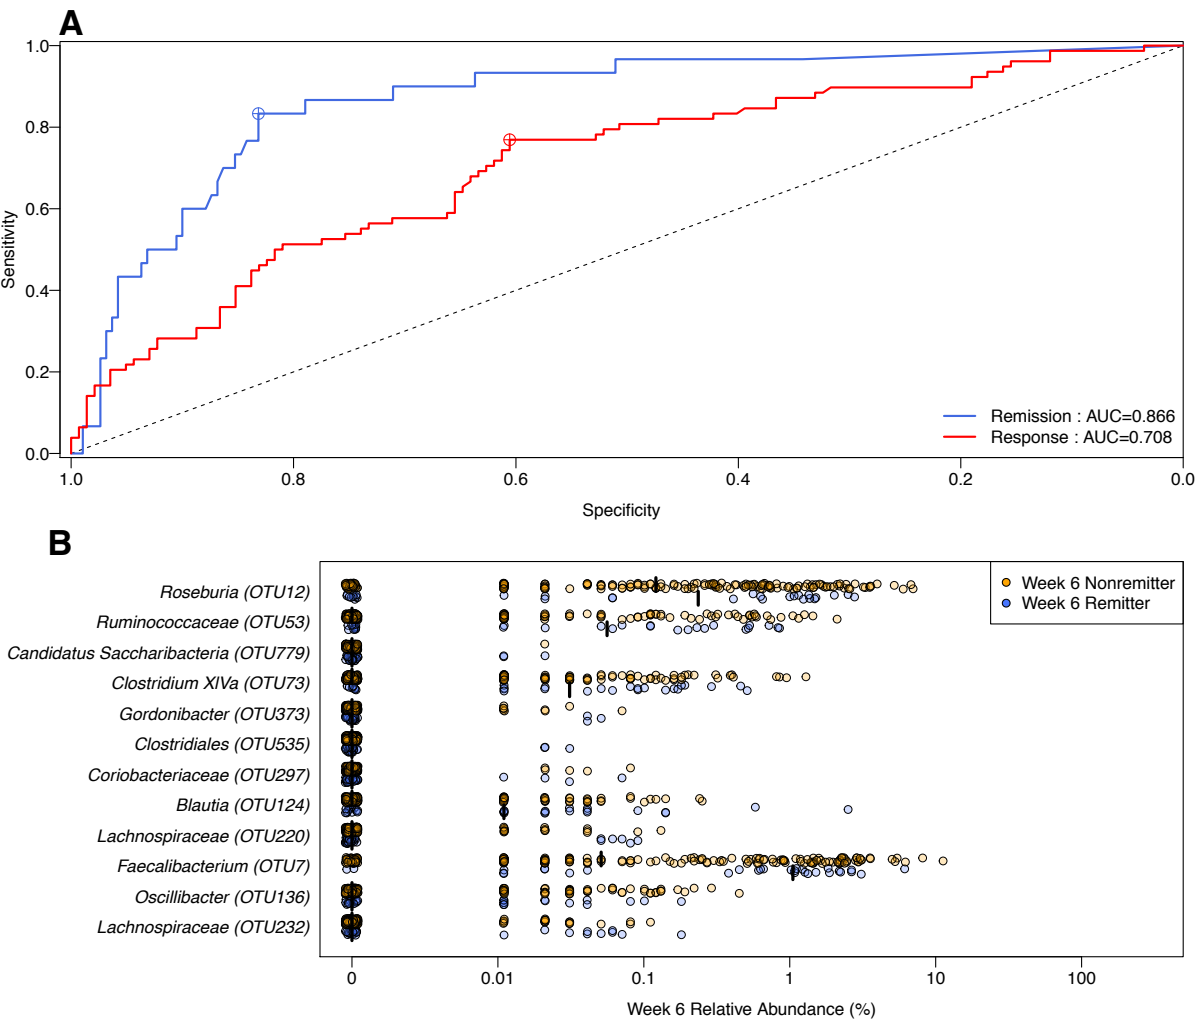 A
1.0
0.8
0.6
0.4
0.2
0.0
Sensitivity
Remission : AUC=0.866
Response : AUC=0.708
1.0 0.8 0.6 0.4 0.2 0.0
Specificity
B
Week 6 Nonremitter
Week 6 Remitter
Roseburia (OTU12)
Ruminococcaceae (OTU53)
Candidatus Saccharibacteria (OTU779)
Clostridium XIVa (OTU73)
Gordonibacter (OTU373)
Clostridiales (OTU535)
Coriobacteriaceae (OTU297)
Blautia (OTU124)
Lachnospiraceae (OTU220)
Faecalibacterium (OTU7)
Oscillibacter (OTU136)
Lachnospiraceae (OTU232)
0 0.01 0.1 1 10 100
Week 6 Relative Abundance (%)